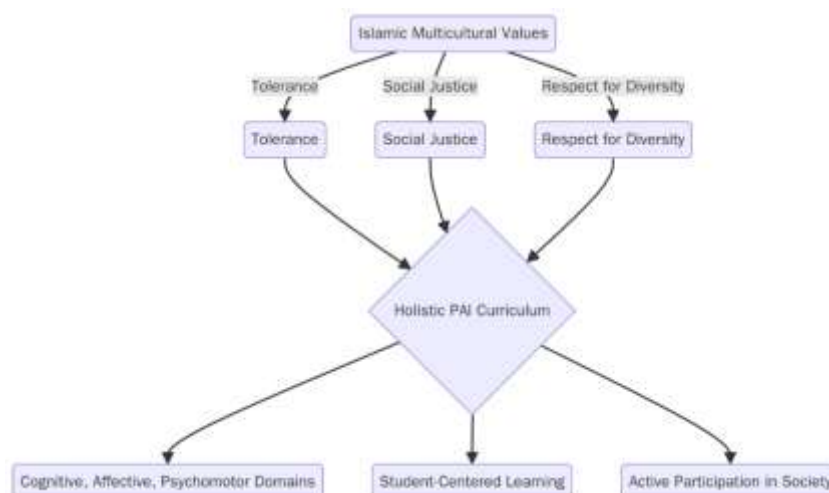 Islamic Multicultural Values
Tolerance Social Justice Respect for Diversity
Tolerance Social Justice Respect for Diversity
Holistic PAI Curriculum
Cognitive, Affective, Psychomotor Domains Student-Centered Learning Active Participation in Society